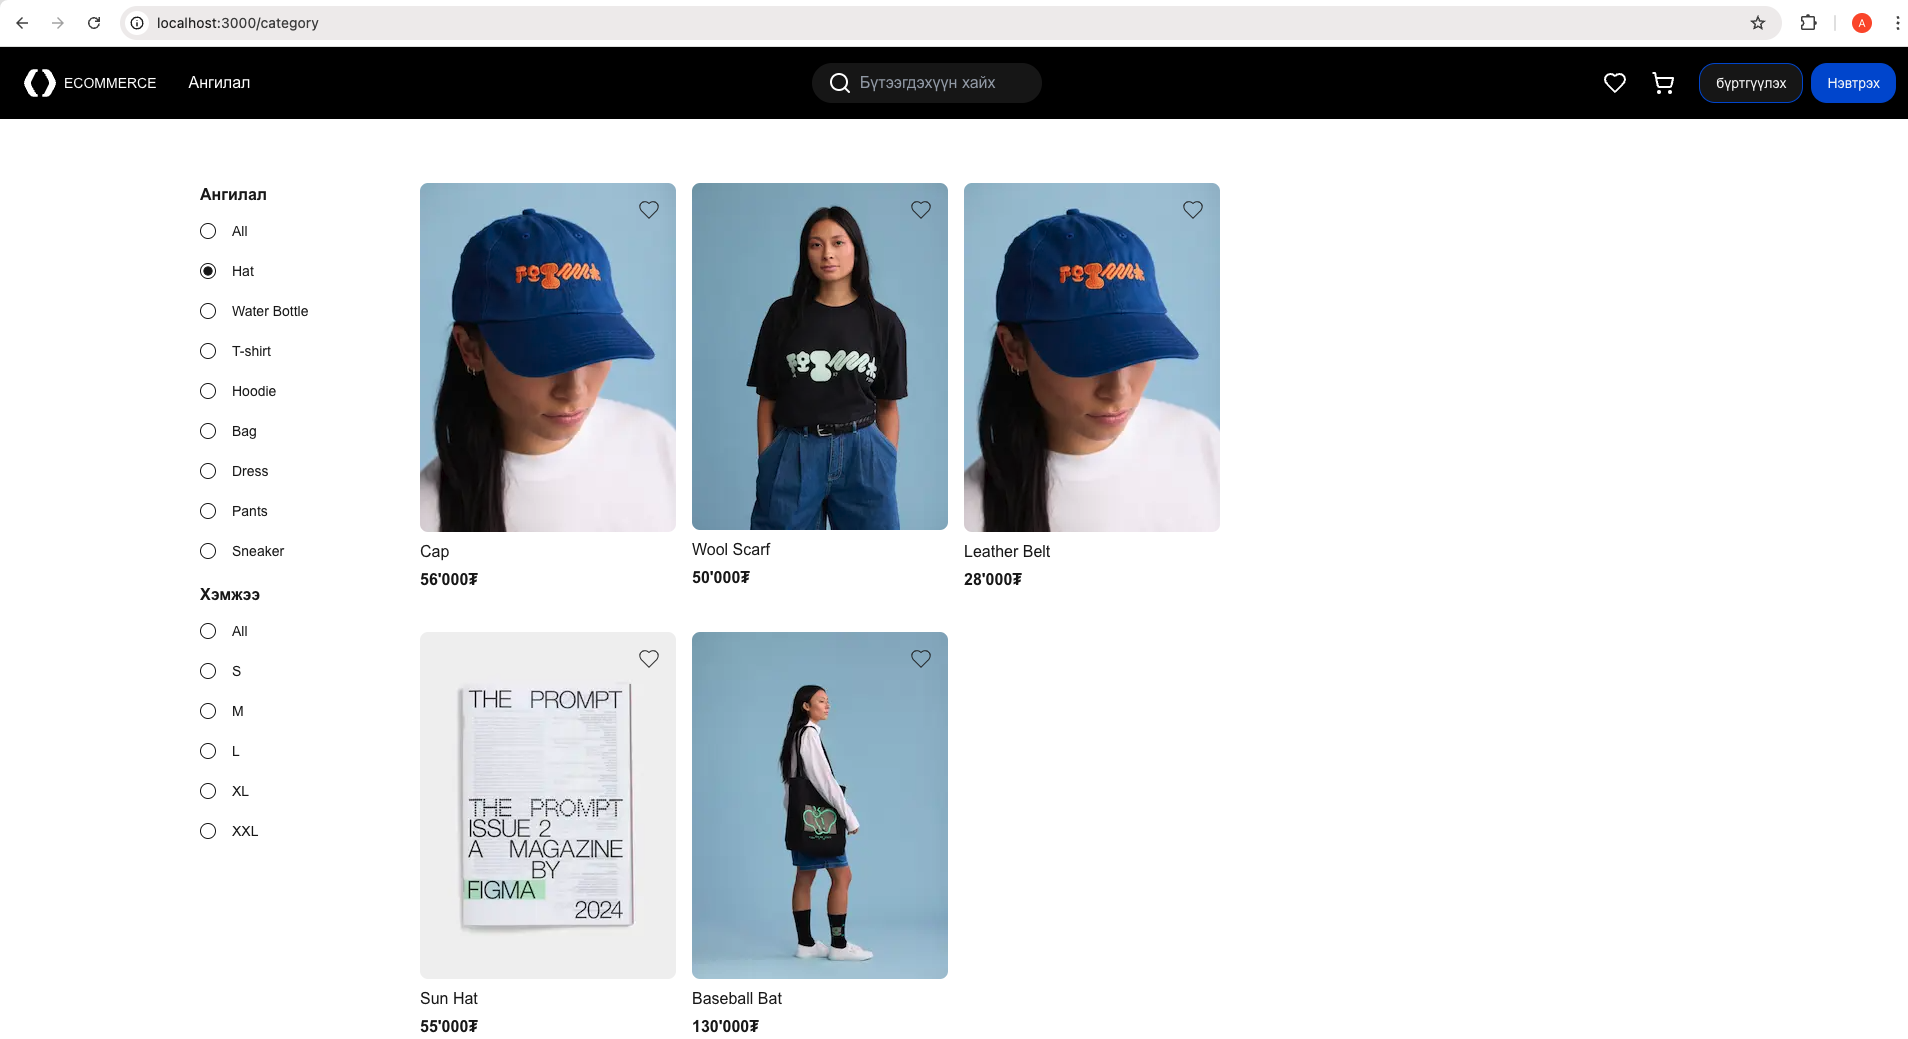 localhost:3000/category
A
ECOMMERCE
Ангилал
Бүтээгдэхүүн хайх
бүртгүүлэх
Нэвтрэх
Ангилал
All
Hat
Water Bottle
T-shirt
Hoodie
Bag
Dress
Pants
Sneaker
Хэмжээ
All
S
M
L
XL
XXL
Cap
56'000₮
Wool Scarf
50'000₮
Leather Belt
28'000₮
THE PROMPT
THE PROMPT
ISSUE 2
A MAGAZINE
BY
FIGMA
2024
Sun Hat
55'000₮
Baseball Bat
130'000₮